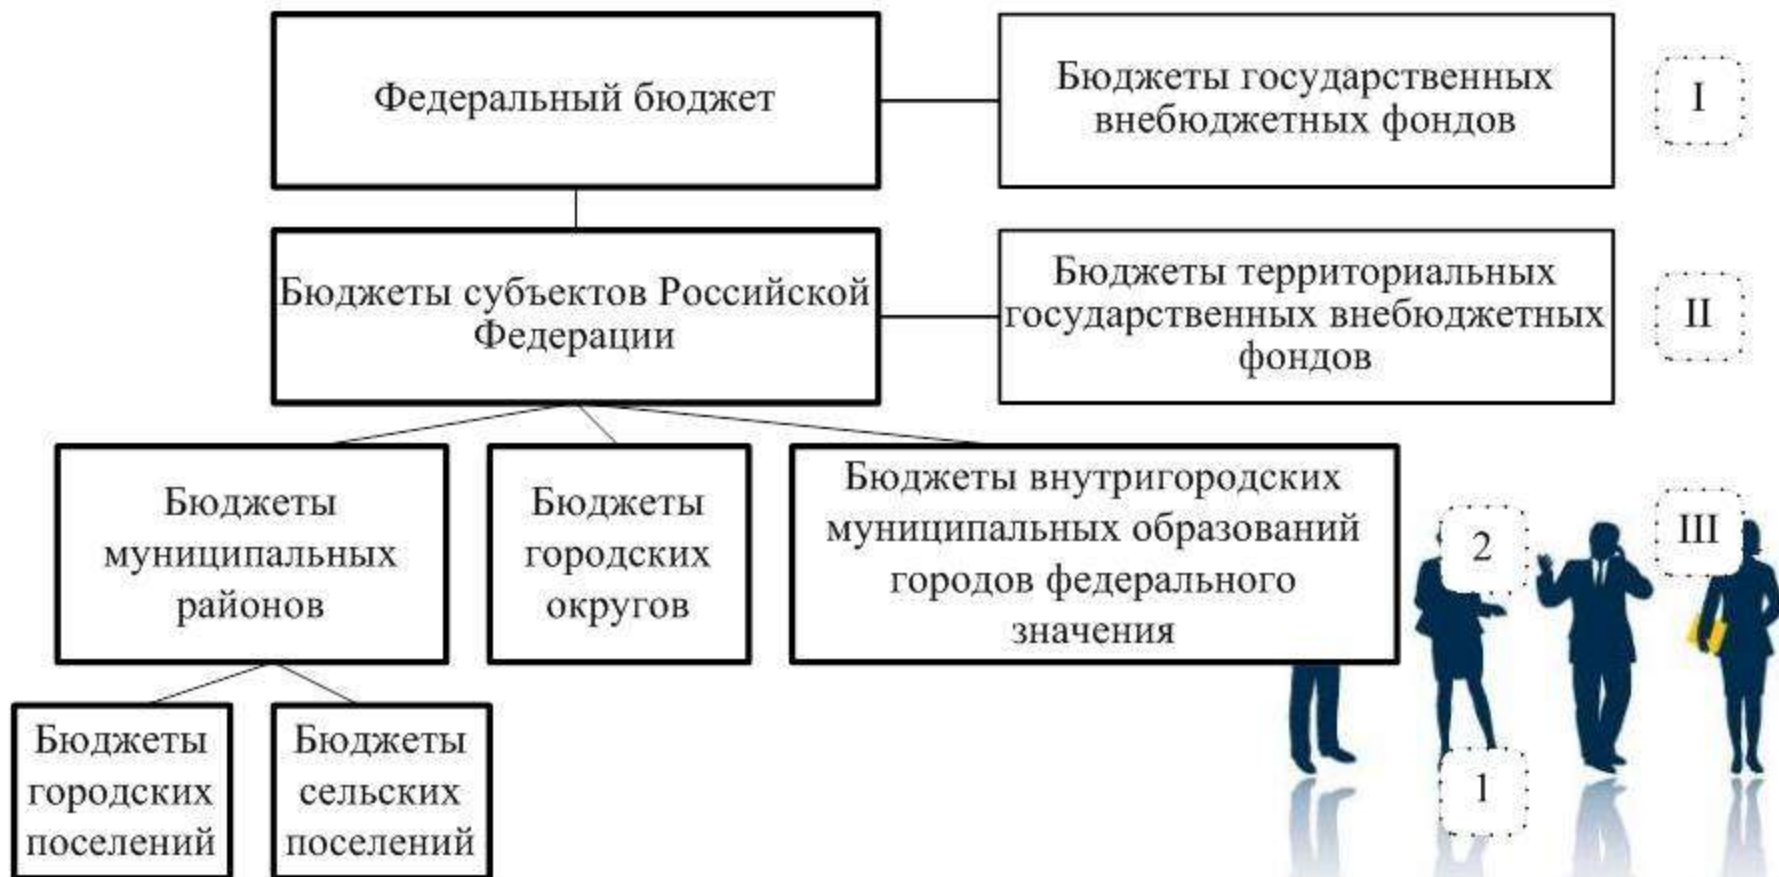 Федеральный бюджет
Бюджеты государственных
внебюджетных фондов
I
Бюджеты субъектов Российской
Федерации
Бюджеты территориальных
государственных внебюджетных
фондов
II
Бюджеты
муниципальных
районов
Бюджеты
городских
округов
Бюджеты внутригородских
муниципальных образований
городов федерального
значения
2
III
Бюджеты
городских
поселений
Бюджеты
сельских
поселений
1